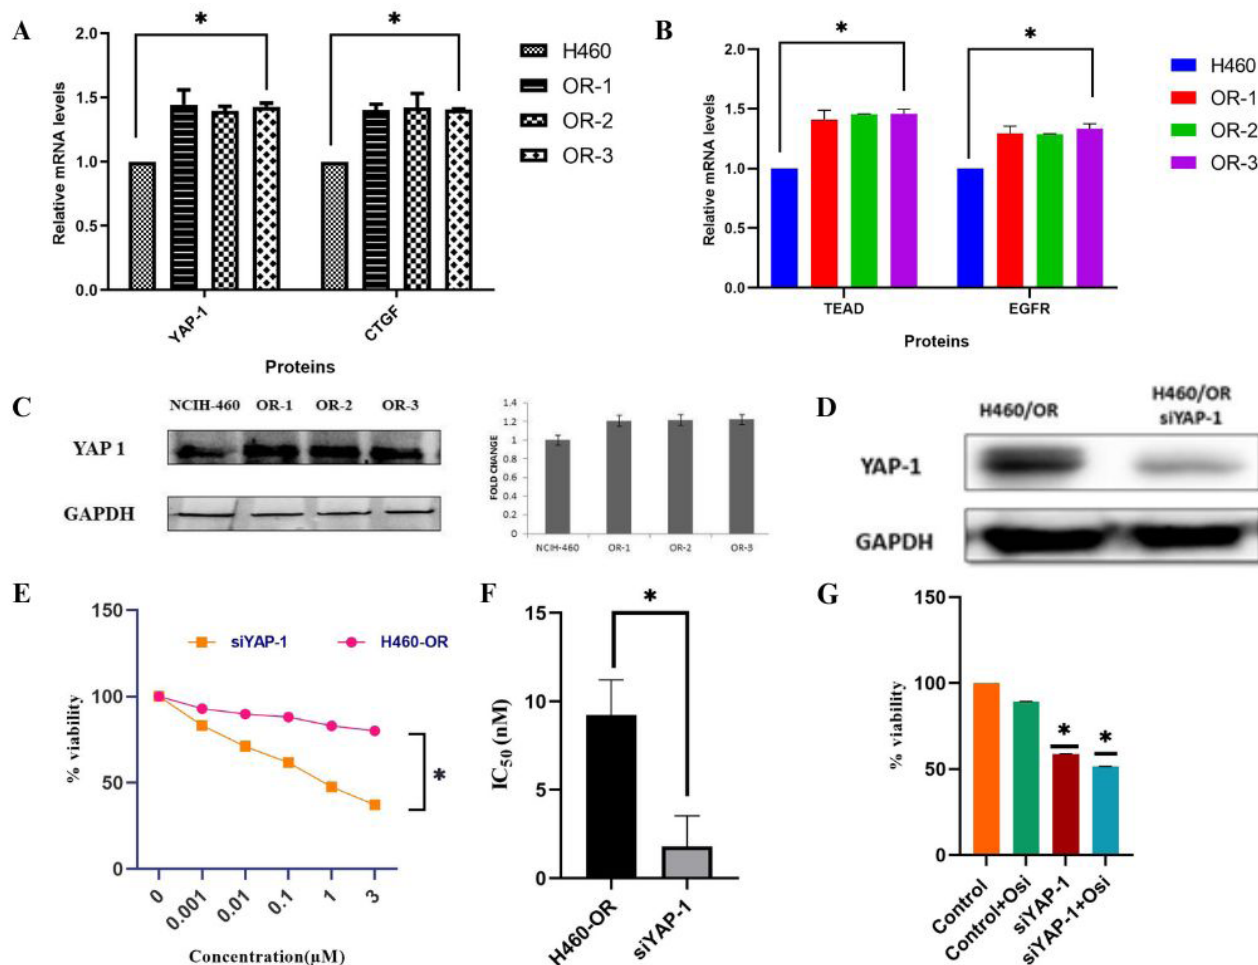 A
Relative mRNA levels
2.0
1.5
1.0
0.5
0.0
*
*
YAP-1
CTGF
Proteins
H460
OR-1
OR-2
OR-3
B
Relative mRNA levels
2.0
1.5
1.0
0.5
0.0
*
*
TEAD
EGFR
Proteins
H460
OR-1
OR-2
OR-3
C
NCIH-460 OR-1 OR-2 OR-3
YAP 1
GAPDH
FOLD CHANGE
1.4
1.2
1
0.8
0.6
0.4
0.2
0
NCIH-460 OR-1 OR-2 OR-3
D
H460/OR
H460/OR
siYAP-1
YAP-1
GAPDH
E
% viability
150
100
50
0
siYAP-1
H460-OR
*
0 0.001 0.01 0.1 1 3
Concentration(µM)
F
IC50 (nM)
15
10
5
0
*
H460-OR
siYAP-1
G
% viability
150
100
50
0
*
*
Control
Control+Osi
siYAP-1
siYAP-1+Osi